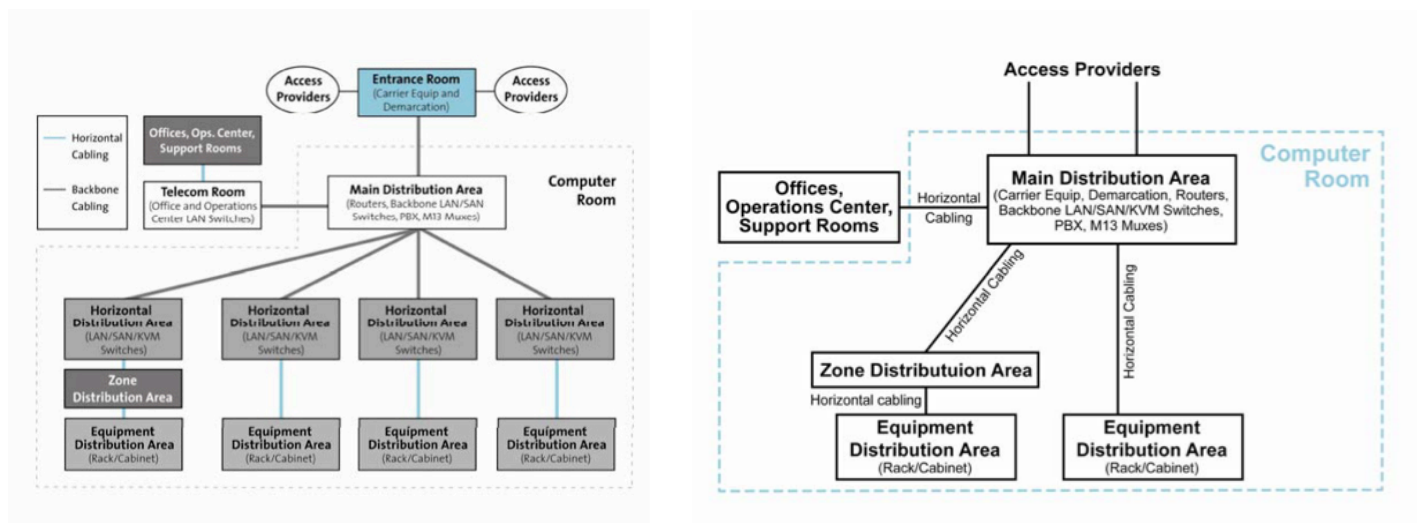 Access
Providers
Entrance Room
(Carrier Equip and
Demarcation)
Access
Providers
Horizontal
Cabling
Backbone
Cabling
Offices, Ops. Center,
Support Rooms
Telecom Room
(Office and Operations
Center LAN Switches)
Main Distribution Area
(Routers, Backbone LAN/SAN
Switches, PBX, M13 Muxes)
Computer
Room
Horizontal
Distribution Area
(LAN/SAN/KVM
Switches)
Horizontal
Distribution Area
(LAN/SAN/KVM
Switches)
Horizontal
Distribution Area
(LAN/SAN/KVM
Switches)
Horizontal
Distribution Area
(LAN/SAN/KVM
Switches)
Zone
Distribution Area
Equipment
Distribution Area
(Rack/Cabinet)
Equipment
Distribution Area
(Rack/Cabinet)
Equipment
Distribution Area
(Rack/Cabinet)
Equipment
Distribution Area
(Rack/Cabinet)
Access Providers
Computer
Room
Offices,
Operations Center,
Support Rooms
Horizontal
Cabling
Main Distribution Area
(Carrier Equip, Demarcation, Routers,
Backbone LAN/SAN/KVM Switches,
PBX, M13 Muxes)
Horizontal Cabling
Horizontal Cabling
Zone Distributuion Area
Horizontal cabling
Equipment
Distribution Area
(Rack/Cabinet)
Equipment
Distribution Area
(Rack/Cabinet)